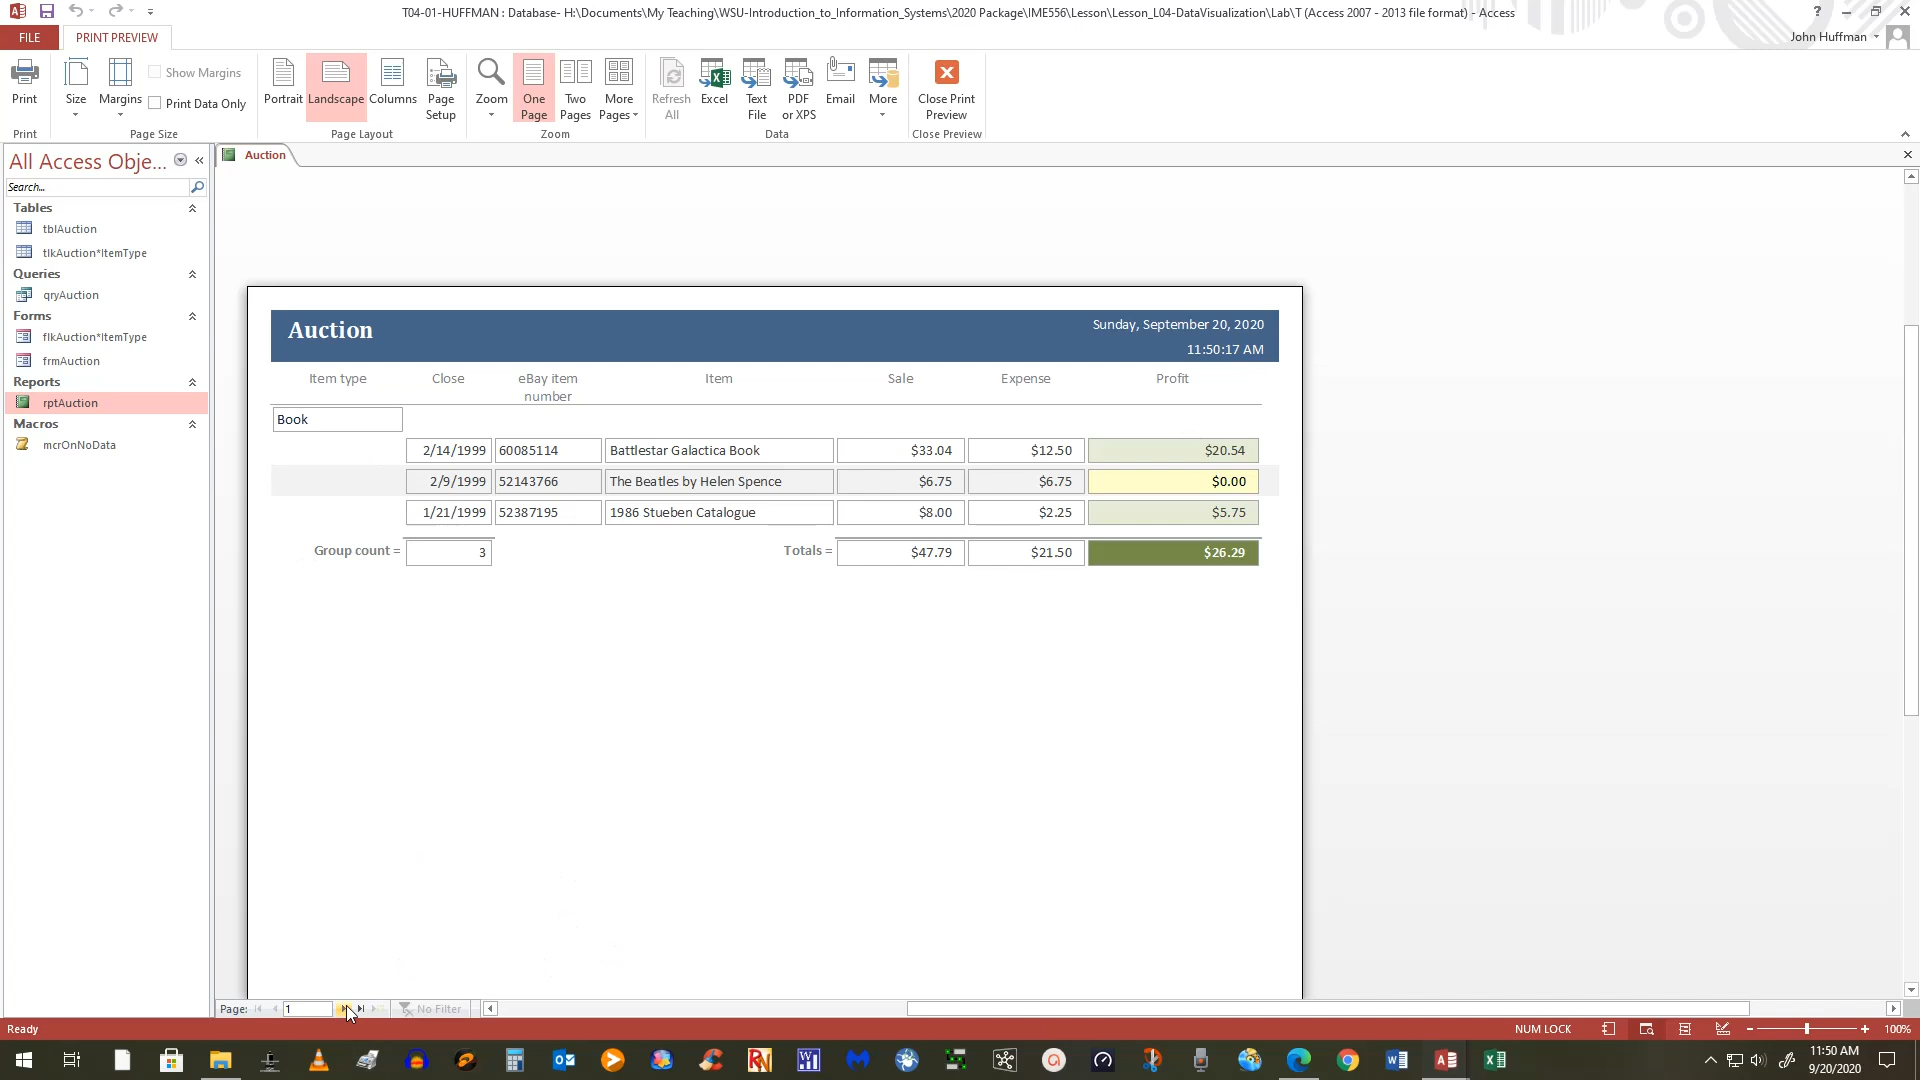 T04-01-HUFFMAN : Database- H:\Documents\My Teaching\WSU-Introduction_to_Information_Systems\2020 Package\IME556\Lesson\Lesson_L04-DataVisualization\Lab\T (Access 2007 - 2013 file format) - Access
FILE PRINT PREVIEW John Huffman
Print Size Margins Show Margins Print Data Only Portrait Landscape Columns Page Setup Zoom One Page Two Pages More Pages Refresh All Excel Text File PDF or XPS Email More Close Print Preview
Print Page Size Page Layout Zoom Data Close Preview
All Access Obje...
Search...
Tables
tblAuction
tlkAuction*ItemType
Queries
qryAuction
Forms
flkAuction*ItemType
frmAuction
Reports
rptAuction
Macros
mcrOnNoData
Auction
Auction
Sunday, September 20, 2020
11:50:17 AM
Item type Close eBay item number Item Sale Expense Profit
Book
2/14/1999 60085114 Battlestar Galactica Book $33.04 $12.50 $20.54
2/9/1999 52143766 The Beatles by Helen Spence $6.75 $6.75 $0.00
1/21/1999 52387195 1986 Stueben Catalogue $8.00 $2.25 $5.75
Group count = 3 Totals = $47.79 $21.50 $26.29
Page: 1 No Filter
Ready NUM LOCK 100%
11:50 AM
9/20/2020